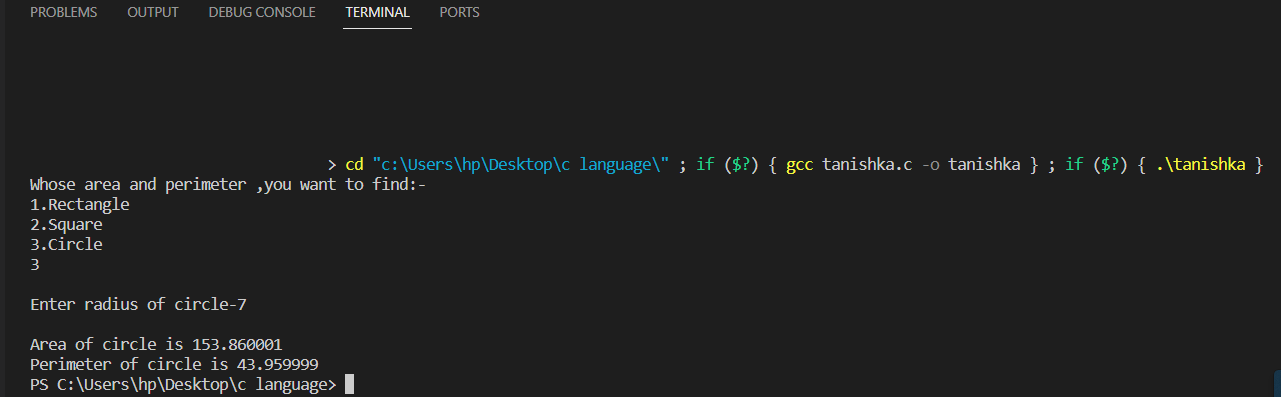 PROBLEMS OUTPUT DEBUG CONSOLE TERMINAL PORTS
> cd "c:\Users\hp\Desktop\c language\" ; if ($?) { gcc tanishka.c -o tanishka } ; if ($?) { .\tanishka }
Whose area and perimeter ,you want to find:-
1.Rectangle
2.Square
3.Circle
3
Enter radius of circle-7
Area of circle is 153.860001
Perimeter of circle is 43.959999
PS C:\Users\hp\Desktop\c language>